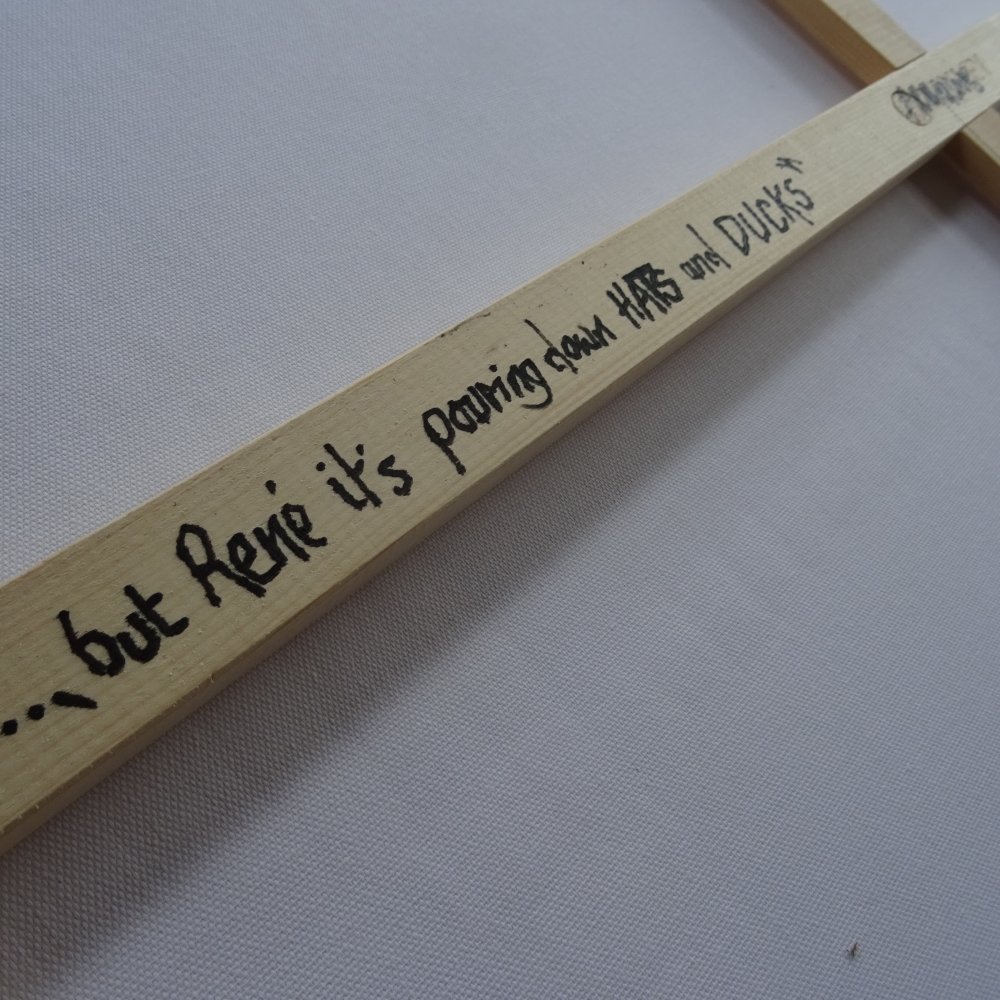 ...but René it's pouring down HATS and DUCKS"